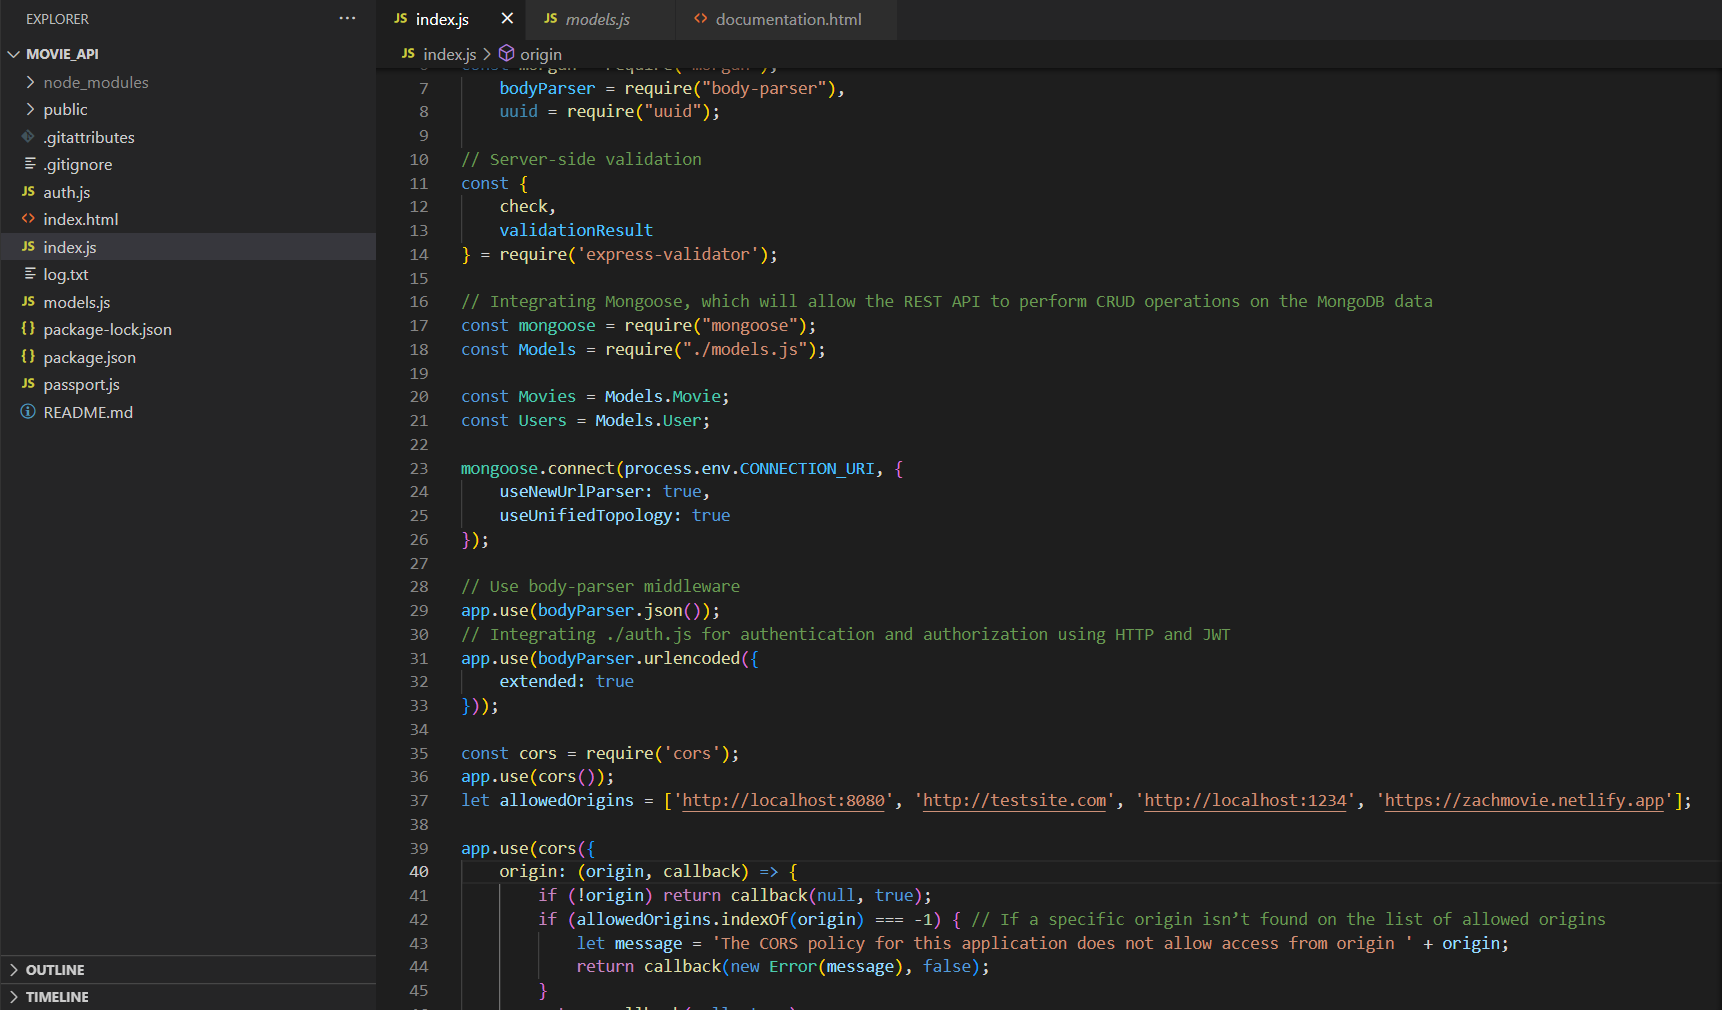 EXPLORER
MOVIE_API
node_modules
public
.gitattributes
.gitignore
auth.js
index.html
index.js
log.txt
models.js
package-lock.json
package.json
passport.js
README.md
OUTLINE
TIMELINE
JS index.js JS models.js <> documentation.html
JS index.js > origin
const morgan = require("morgan"),
7 bodyParser = require("body-parser"),
8 uuid = require("uuid");
9
10 // Server-side validation
11 const {
12 check,
13 validationResult
14 } = require('express-validator');
15
16 // Integrating Mongoose, which will allow the REST API to perform CRUD operations on the MongoDB data
17 const mongoose = require("mongoose");
18 const Models = require("./models.js");
19
20 const Movies = Models.Movie;
21 const Users = Models.User;
22
23 mongoose.connect(process.env.CONNECTION_URI, {
24 useNewUrlParser: true,
25 useUnifiedTopology: true
26 });
27
28 // Use body-parser middleware
29 app.use(bodyParser.json());
30 // Integrating ./auth.js for authentication and authorization using HTTP and JWT
31 app.use(bodyParser.urlencoded({
32 extended: true
33 }));
34
35 const cors = require('cors');
36 app.use(cors());
37 let allowedOrigins = ['http://localhost:8080', 'http://testsite.com', 'http://localhost:1234', 'https://zachmovie.netlify.app'];
38
39 app.use(cors({
40 origin: (origin, callback) => {
41 if (!origin) return callback(null, true);
42 if (allowedOrigins.indexOf(origin) === -1) { // If a specific origin isn’t found on the list of allowed origins
43 let message = 'The CORS policy for this application does not allow access from origin ' + origin;
44 return callback(new Error(message), false);
45 }